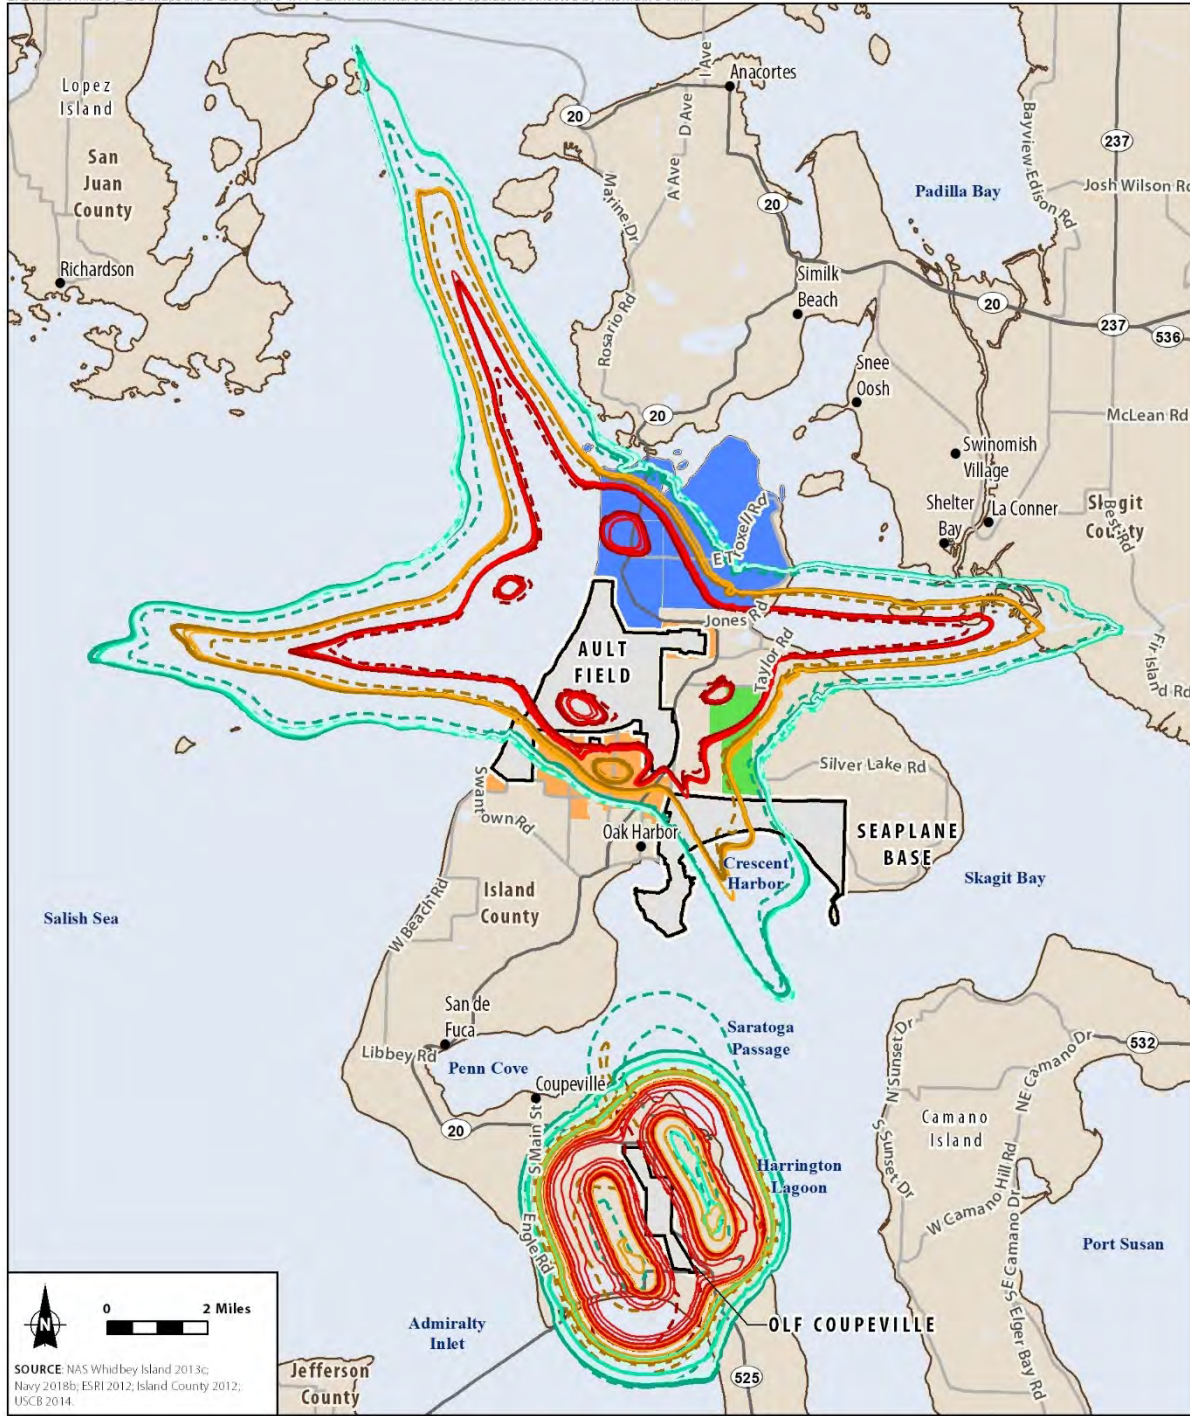 Lopez
Island
San
Juan
County
Richardson
Anacortes
I Ave
D Ave
A Ave
20
Marine Dr
20
Rosario Rd
Similk
Beach
Padilla Bay
Bayview-Edison Rd
237
Josh Wilson Rd
20
237
536
Snee
Oosh
20
McLean Rd
Swinomish
Village
Shelter
Bay
La Conner
Skagit
County
Best Rd
E Troxell Rd
Jones Rd
Taylor Rd
Fir Island Rd
AULT
FIELD
Silver Lake Rd
Swantown Rd
Oak Harbor
SEAPLANE
BASE
Crescent
Harbor
Skagit Bay
Island
County
W Beach Rd
Salish Sea
San de
Fuca
Libbey Rd
Penn Cove
Saratoga
Passage
Coupeville
20
S Main St
Engle Rd
Harrington
Lagoon
N Sunset Dr
S Sunset Dr
NE Camano Dr
532
Camano
Island
W Camano Hill Rd
SE Camano Dr
S Elger Bay Rd
Port Susan
Admiralty
Inlet
OLF COUPEVILLE
525
Jefferson
County
N
0 2 Miles
SOURCE: NAS Whidbey Island 2013c;
Navy 2018b; ESRI 2012; Island County 2012;
USCB 2014.